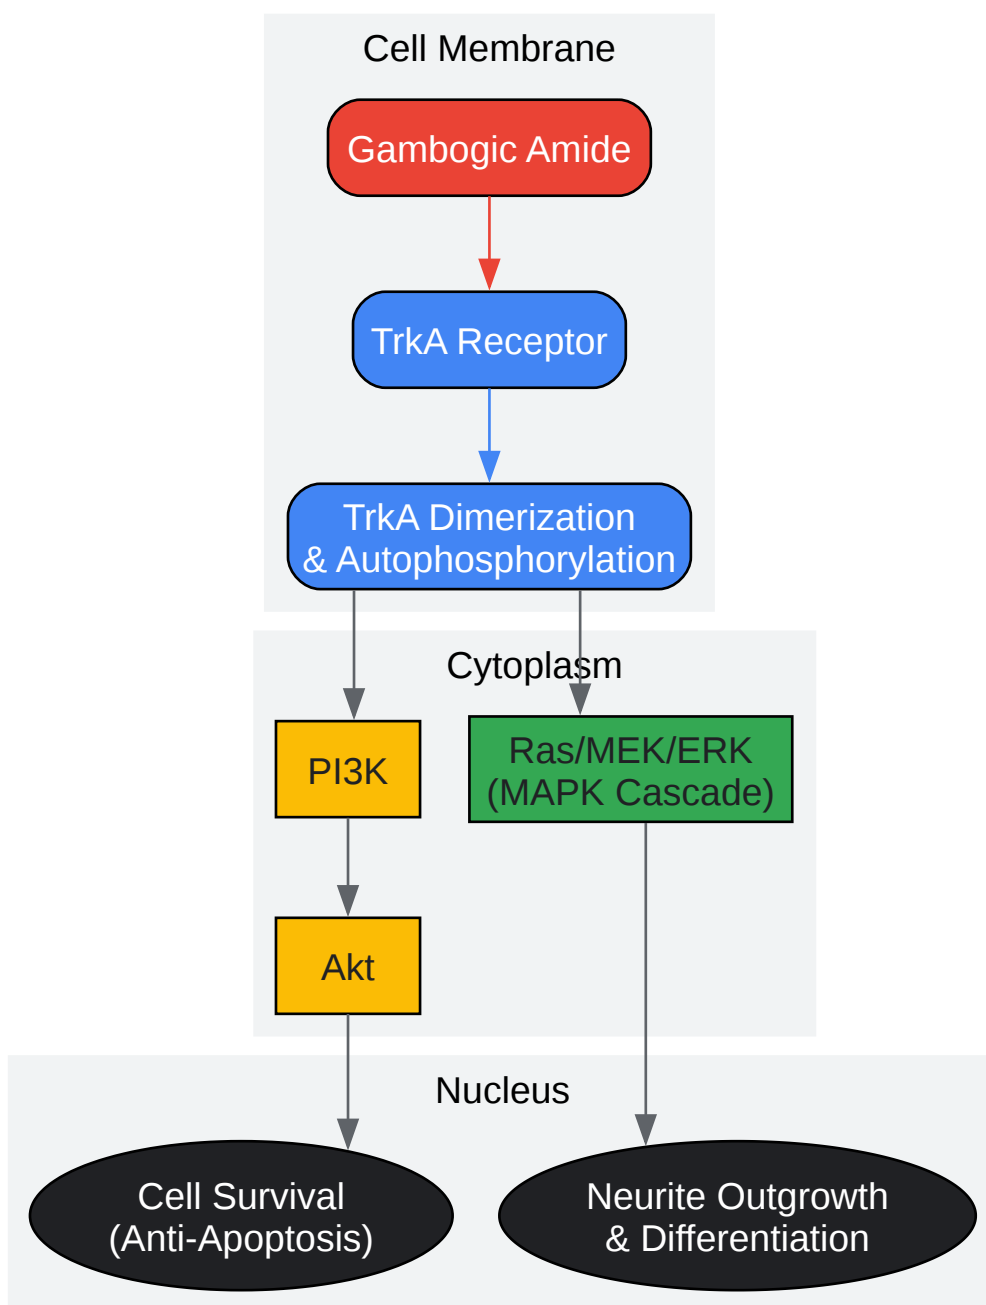 Cell Membrane
Gambogic Amide
TrkA Receptor
TrkA Dimerization
& Autophosphorylation
Cytoplasm
PI3K
Ras/MEK/ERK
(MAPK Cascade)
Akt
Nucleus
Cell Survival
(Anti-Apoptosis)
Neurite Outgrowth
& Differentiation